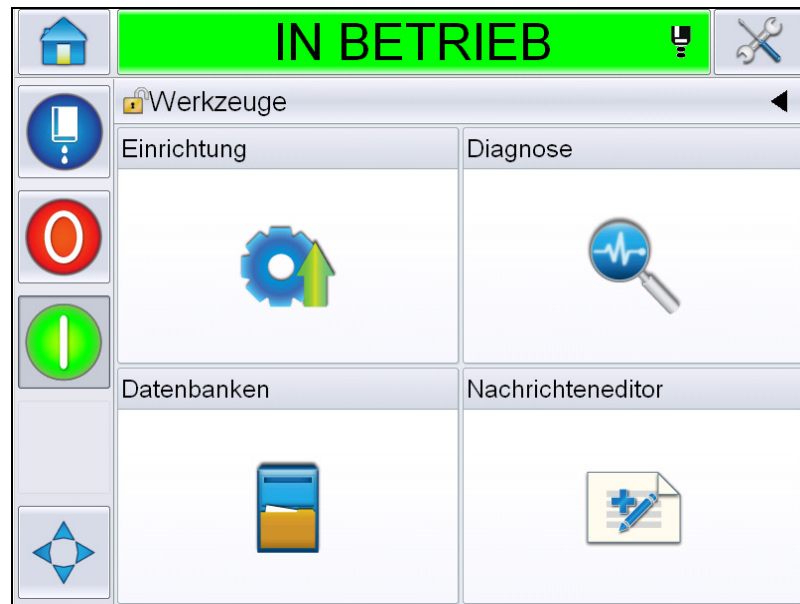 IN BETRIEB
Werkzeuge
Einrichtung
Diagnose
Datenbanken
Nachrichteneditor